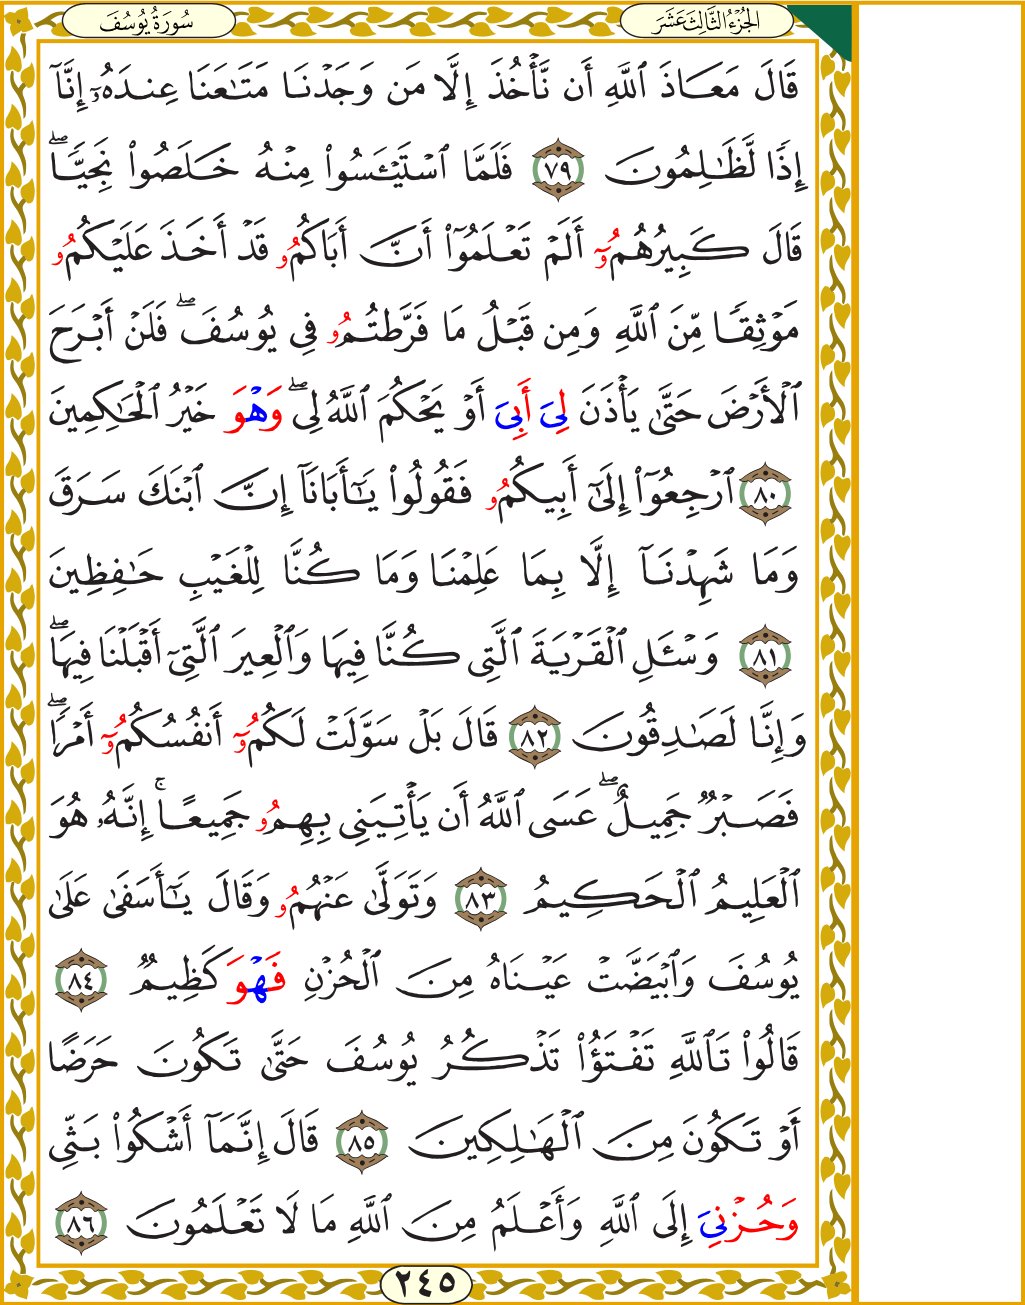 سُورَةُ يُوسُفَ
الجُزْءُ الثَّالِثَ عَشَرَ
قَالَ مَعَاذَ ٱللَّهِ أَن نَّأۡخُذَ إِلَّا مَن وَجَدۡنَا مَتَٰعَنَا عِندَهُۥٓ إِنَّآ
إِذٗا لَّظَٰلِمُونَ ٧٩ فَلَمَّا ٱسۡتَيۡـَٔسُواْ مِنۡهُ خَلَصُواْ نَجِيّٗاۖ
قَالَ كَبِيرُهُمُۥٓ أَلَمۡ تَعۡلَمُوٓاْ أَنَّ أَبَاكُمُۥ قَدۡ أَخَذَ عَلَيۡكُمُۥ
مَوۡثِقٗا مِّنَ ٱللَّهِ وَمِن قَبۡلُ مَا فَرَّطتُمُۥ فِي يُوسُفَۖ فَلَنۡ أَبۡرَحَ
ٱلۡأَرۡضَ حَتَّىٰ يَأۡذَنَ لِيَ أَبِيَ أَوۡ يَحۡكُمَ ٱللَّهُ لِيۖ وَهۡوَ خَيۡرُ ٱلۡحَٰكِمِينَ
٨٠ ٱرۡجِعُوٓاْ إِلَىٰٓ أَبِيكُمُۥ فَقُولُواْ يَٰٓأَبَانَآ إِنَّ ٱبۡنَكَ سَرَقَ
وَمَا شَهِدۡنَآ إِلَّا بِمَا عَلِمۡنَا وَمَا كُنَّا لِلۡغَيۡبِ حَٰفِظِينَ
٨١ وَسۡـَٔلِ ٱلۡقَرۡيَةَ ٱلَّتِي كُنَّا فِيهَا وَٱلۡعِيرَ ٱلَّتِيٓ أَقۡبَلۡنَا فِيهَاۖ
وَإِنَّا لَصَٰدِقُونَ ٨٢ قَالَ بَلۡ سَوَّلَتۡ لَكُمُۥٓ أَنفُسُكُمُۥٓ أَمۡرٗاۖ
فَصَبۡرٞ جَمِيلٌۖ عَسَى ٱللَّهُ أَن يَأۡتِيَنِي بِهِمُۥ جَمِيعًاۚ إِنَّهُۥ هُوَ
ٱلۡعَلِيمُ ٱلۡحَكِيمُ ٨٣ وَتَوَلَّىٰ عَنۡهُمُۥ وَقَالَ يَٰٓأَسَفَىٰ عَلَىٰ
يُوسُفَ وَٱبۡيَضَّتۡ عَيۡنَاهُ مِنَ ٱلۡحُزۡنِ فَهۡوَ كَظِيمٞ ٨٤
قَالُواْ تَٱللَّهِ تَفۡتَؤُاْ تَذۡكُرُ يُوسُفَ حَتَّىٰ تَكُونَ حَرَضًا
أَوۡ تَكُونَ مِنَ ٱلۡهَٰلِكِينَ ٨٥ قَالَ إِنَّمَآ أَشۡكُواْ بَثِّي
وَحُزۡنِيَ إِلَى ٱللَّهِ وَأَعۡلَمُ مِنَ ٱللَّهِ مَا لَا تَعۡلَمُونَ ٨٦
٢٤٥